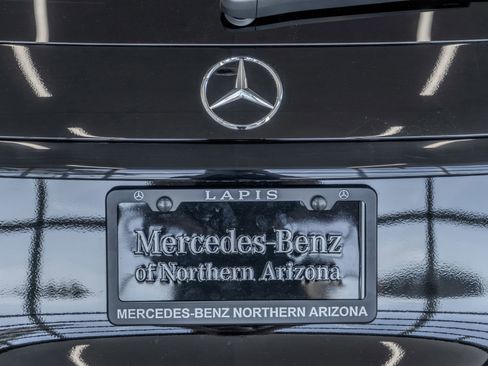 LAPIS
Mercedes-Benz
of Northern Arizona
MERCEDES-BENZ NORTHERN ARIZONA